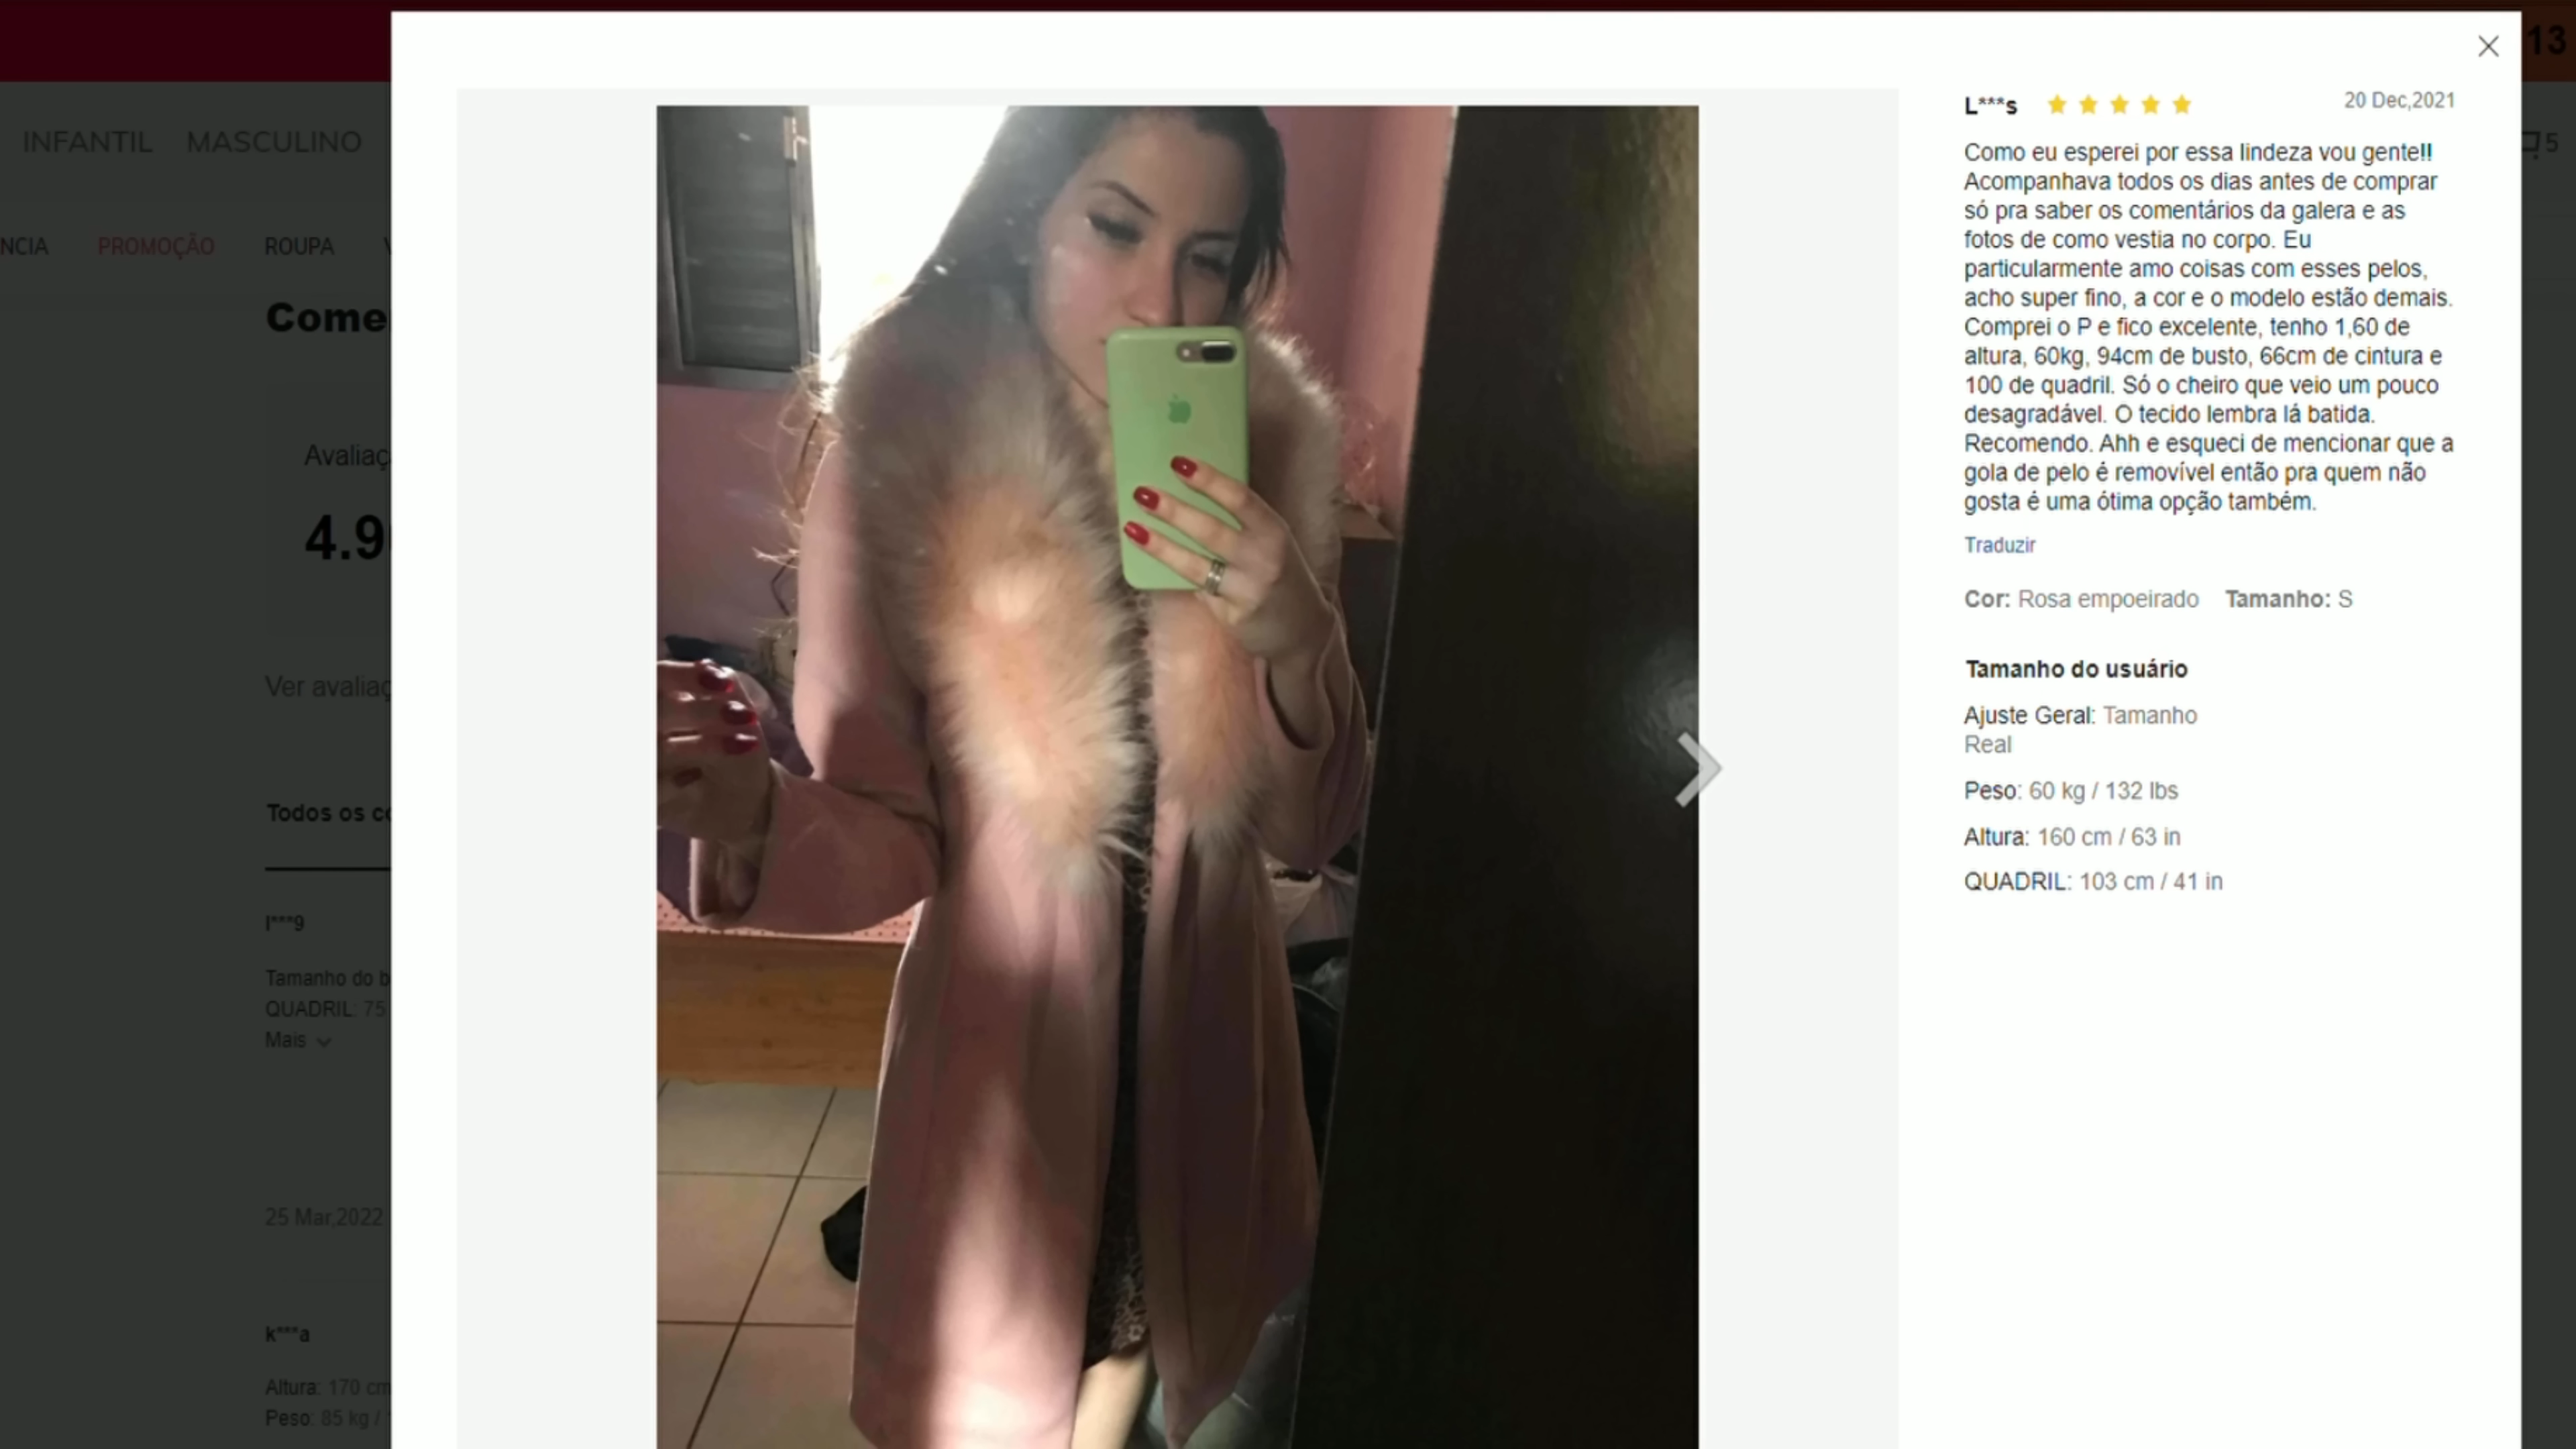 13
INFANTIL MASCULINO
5
NCIA PROMOÇÃO ROUPA
Come
Avaliaç
4.9
Ver avaliaç
Todos os co
l***9
Tamanho do b
QUADRIL: 75
Mais
25 Mar,2022
k***a
Altura: 170 cm
Peso: 85 kg /
L***s
20 Dec,2021
Como eu esperei por essa lindeza vou gente!!
Acompanhava todos os dias antes de comprar
só pra saber os comentários da galera e as
fotos de como vestia no corpo. Eu
particularmente amo coisas com esses pelos,
acho super fino, a cor e o modelo estão demais.
Comprei o P e fico excelente, tenho 1,60 de
altura, 60kg, 94cm de busto, 66cm de cintura e
100 de quadril. Só o cheiro que veio um pouco
desagradável. O tecido lembra lá batida.
Recomendo. Ahh e esqueci de mencionar que a
gola de pelo é removível então pra quem não
gosta é uma ótima opção também.
Traduzir
Cor: Rosa empoeirado Tamanho: S
Tamanho do usuário
Ajuste Geral: Tamanho
Real
Peso: 60 kg / 132 lbs
Altura: 160 cm / 63 in
QUADRIL: 103 cm / 41 in